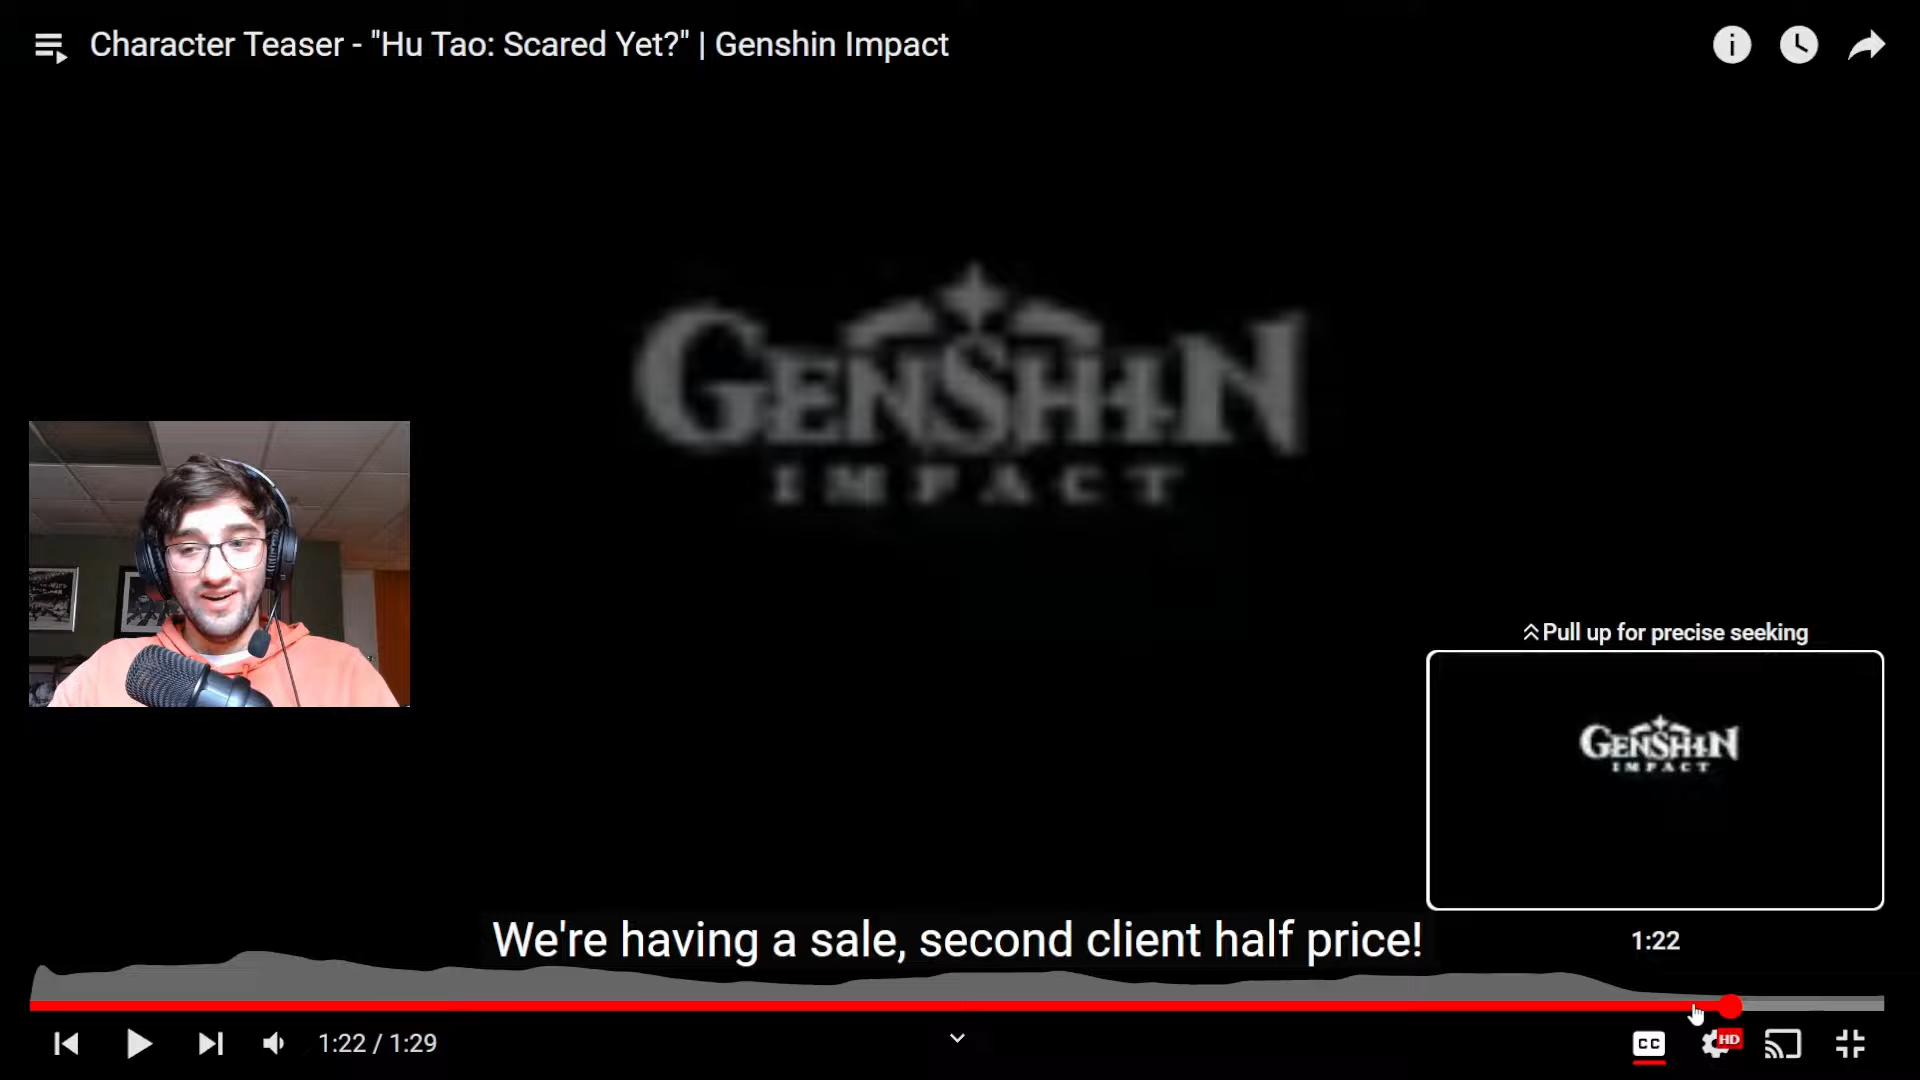 Character Teaser - "Hu Tao: Scared Yet?" | Genshin Impact
GENSHIN
IMPACT
Pull up for precise seeking
GENSHIN
IMPACT
We're having a sale, second client half price!
1:22
1:22 / 1:29
CC
HD